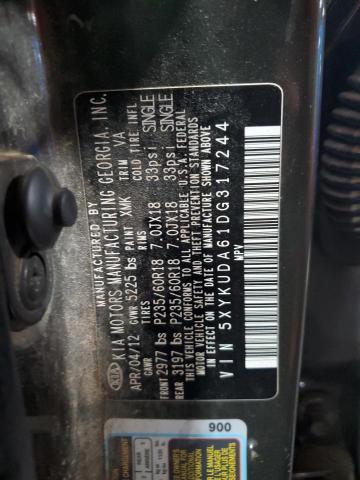 MANUFACTURED BY
KIA KIA MOTORS MANUFACTURING GEORGIA, INC.
APR/04/12 PAINT XMK TRIM VA
GVWR 5225 lbs
GAWR TIRES RIMS COLD TIRE INFL
FRONT 2977 lbs P235/60R18 7.0JX18 33psi SINGLE
REAR 3197 lbs P235/60R18 7.0JX18 33psi SINGLE
THIS VEHICLE CONFORMS TO ALL APPLICABLE U.S.A. FEDERAL
MOTOR VEHICLE SAFETY AND THEFT PREVENTION STANDARDS
IN EFFECT ON THE DATE OF MANUFACTURE SHOWN ABOVE
VIN 5XYKUDA61DG317244
MPV
900